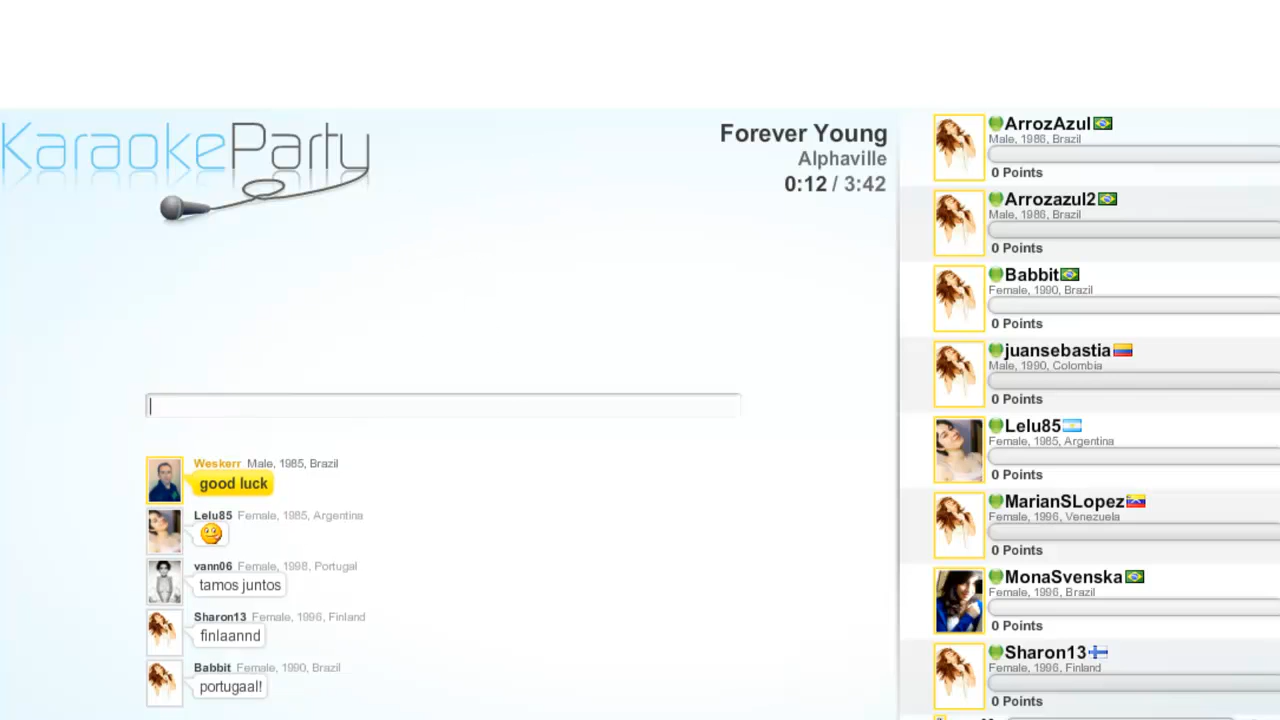 KaraokeParty
Forever Young
Alphaville
0:12 / 3:42
Weskerr Male, 1985, Brazil
good luck
Lelu85 Female, 1985, Argentina
vann06 Female, 1998, Portugal
tamos juntos
Sharon13 Female, 1996, Finland
finlaannd
Babbit Female, 1990, Brazil
portugaal!
ArrozAzul
Male, 1986, Brazil
0 Points
Arrozazul2
Male, 1986, Brazil
0 Points
Babbit
Female, 1990, Brazil
0 Points
juansebastia
Male, 1990, Colombia
0 Points
Lelu85
Female, 1985, Argentina
0 Points
MarianSLopez
Female, 1996, Venezuela
0 Points
MonaSvenska
Female, 1996, Brazil
0 Points
Sharon13
Female, 1996, Finland
0 Points